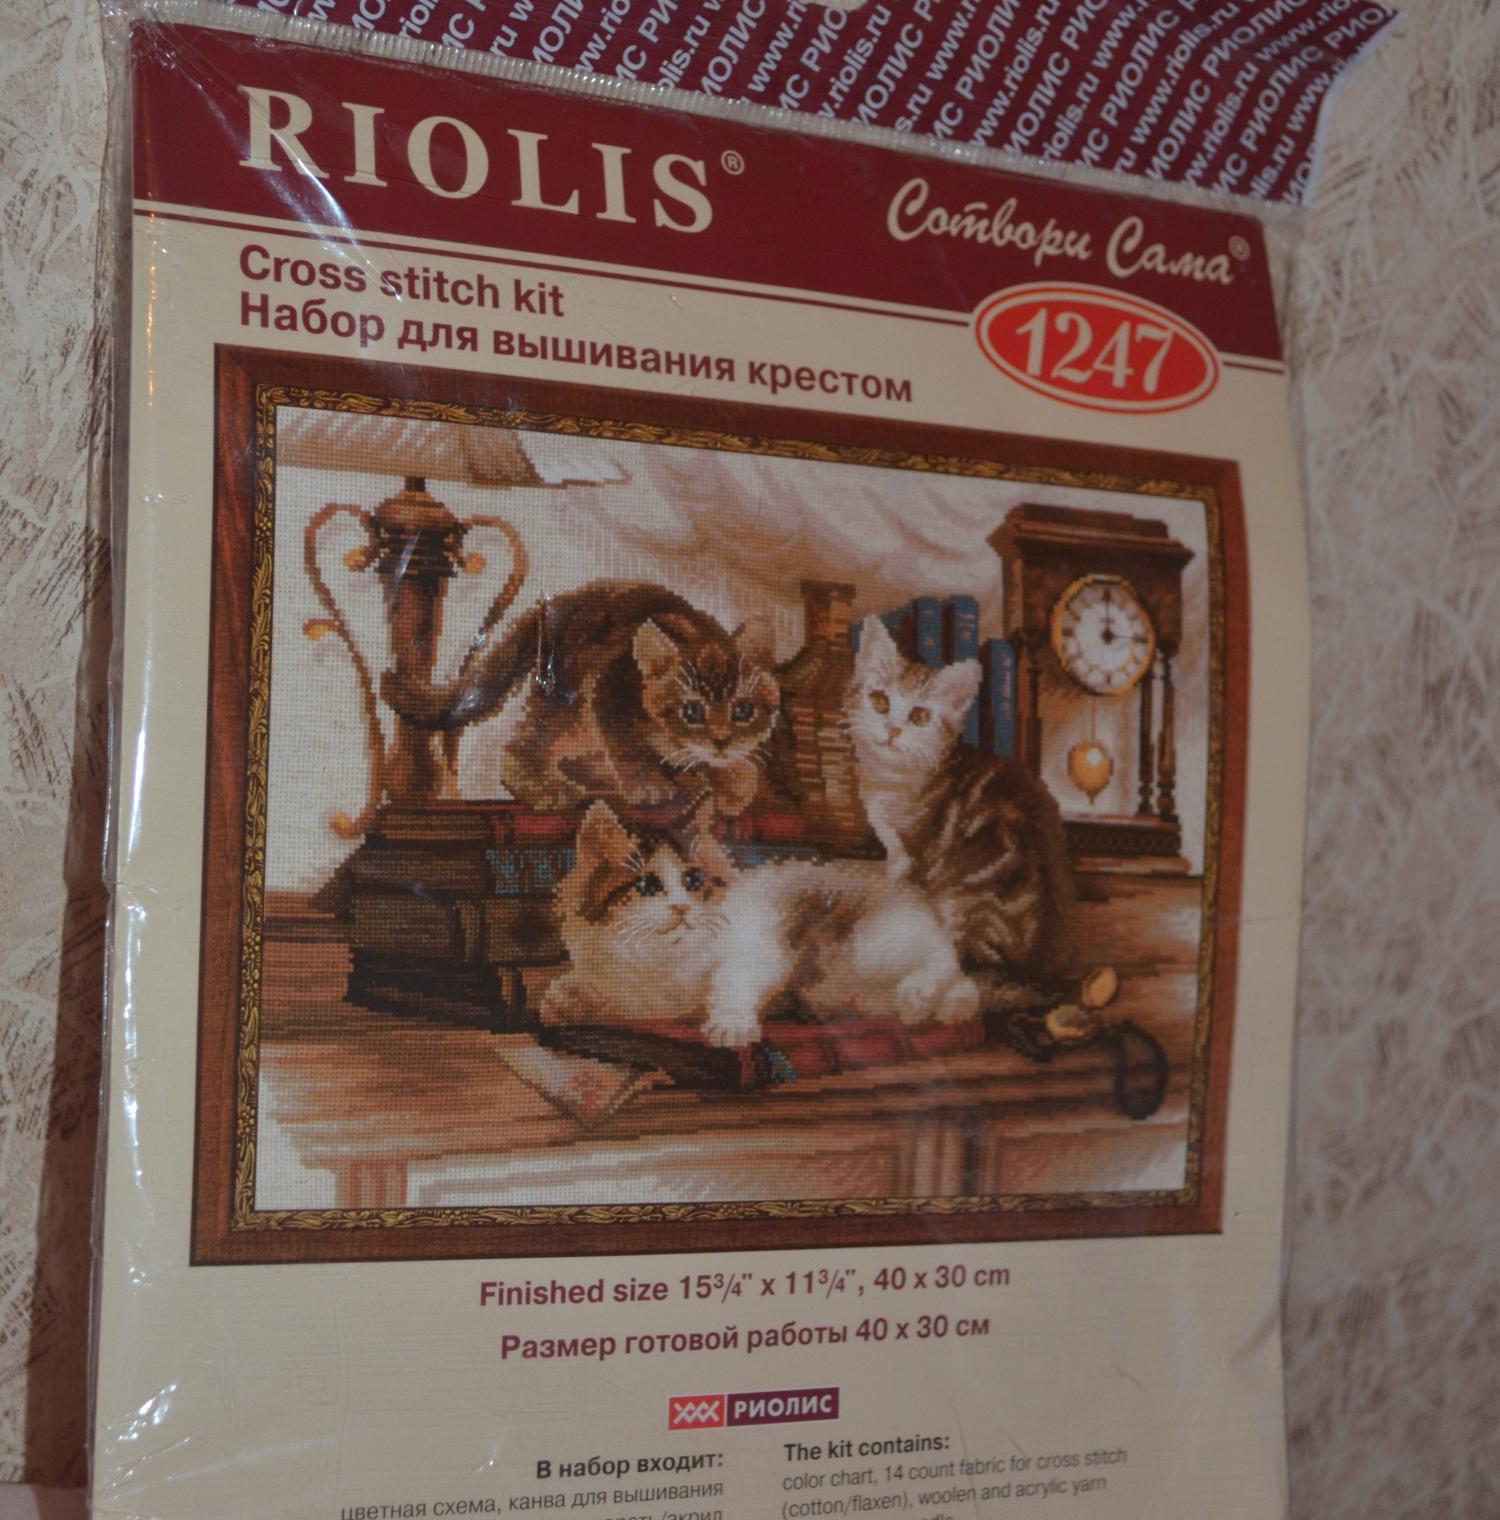 RIOLIS®
Сотвори Сама®
Cross stitch kit
Набор для вышивания крестом
1247
Finished size 15¾" x 11¾", 40 x 30 cm
Размер готовой работы 40 x 30 см
РИОЛИС
В набор входит:
цветная схема, канва для вышивания
The kit contains:
color chart, 14 count fabric for cross stitch
(cotton/flaxen), woolen and acrylic yarn